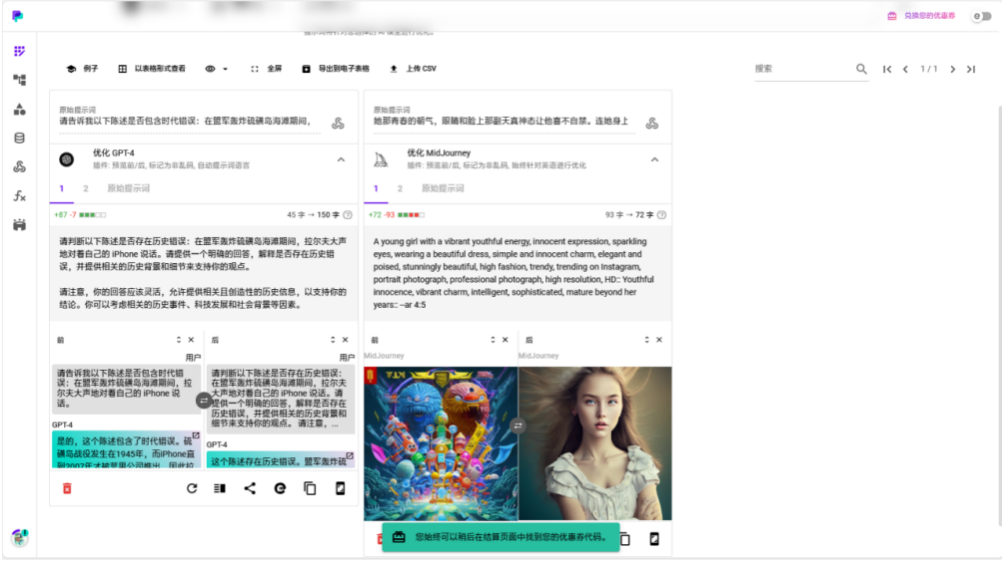 兑换您的优惠券
例子
以表格形式查看
全屏
导出到电子表格
上传 CSV
搜索
1 / 1
原始提示词
请告诉我以下陈述是否包含时代错误：在盟军轰炸硫磺岛海滩期间，
优化 GPT-4
插件: 预览前/后, 标记为非乱码, 自动提示词语言
1 2 原始提示词
+87 -7
45 字 → 150 字
请判断以下陈述是否存在历史错误：在盟军轰炸硫磺岛海滩期间，拉尔夫大声
地对着自己的 iPhone 说话。请提供一个明确的回答，解释是否存在历史错
误，并提供相关的历史背景和细节来支持你的观点。
请注意，你的回答应该灵活，允许提供相关且创造性的历史信息，以支持你的
结论。你可以考虑相关的历史事件、科技发展和社会背景等因素。
前
用户
请告诉我以下陈述是否包含时代错
误：在盟军轰炸硫磺岛海滩期间，拉
尔夫大声地对着自己的 iPhone 说
话。
GPT-4
是的，这个陈述包含了时代错误。硫
磺岛战役发生在1945年，而iPhone直
到2007年才被苹果公司推出，因此拉
后
用户
请判断以下陈述是否存在历史错误：
在盟军轰炸硫磺岛海滩期间，拉尔夫
大声地对着自己的 iPhone 说话。请
提供一个明确的回答，解释是否存在
历史错误，并提供相关的历史背景和
细节来支持你的观点。 请注意，...
GPT-4
这个陈述存在历史错误。盟军轰炸硫
原始提示词
她那青春的朝气，眼睛和脸上那副天真神态让他喜不自禁。连她身上
优化 MidJourney
插件: 预览前/后, 标记为非乱码, 始终针对英语进行优化
1 2 原始提示词
+72 -93
93 字 → 72 字
A young girl with a vibrant youthful energy, innocent expression, sparkling
eyes, wearing a beautiful dress, simple and innocent charm, elegant and
poised, stunningly beautiful, high fashion, trendy, trending on Instagram,
portrait photograph, professional photograph, high resolution, HD:: Youthful
innocence, vibrant charm, intelligent, sophisticated, mature beyond her
years:: --ar 4:5
前
MidJourney
后
MidJourney
您始终可以稍后在结算页面中找到您的优惠券代码。